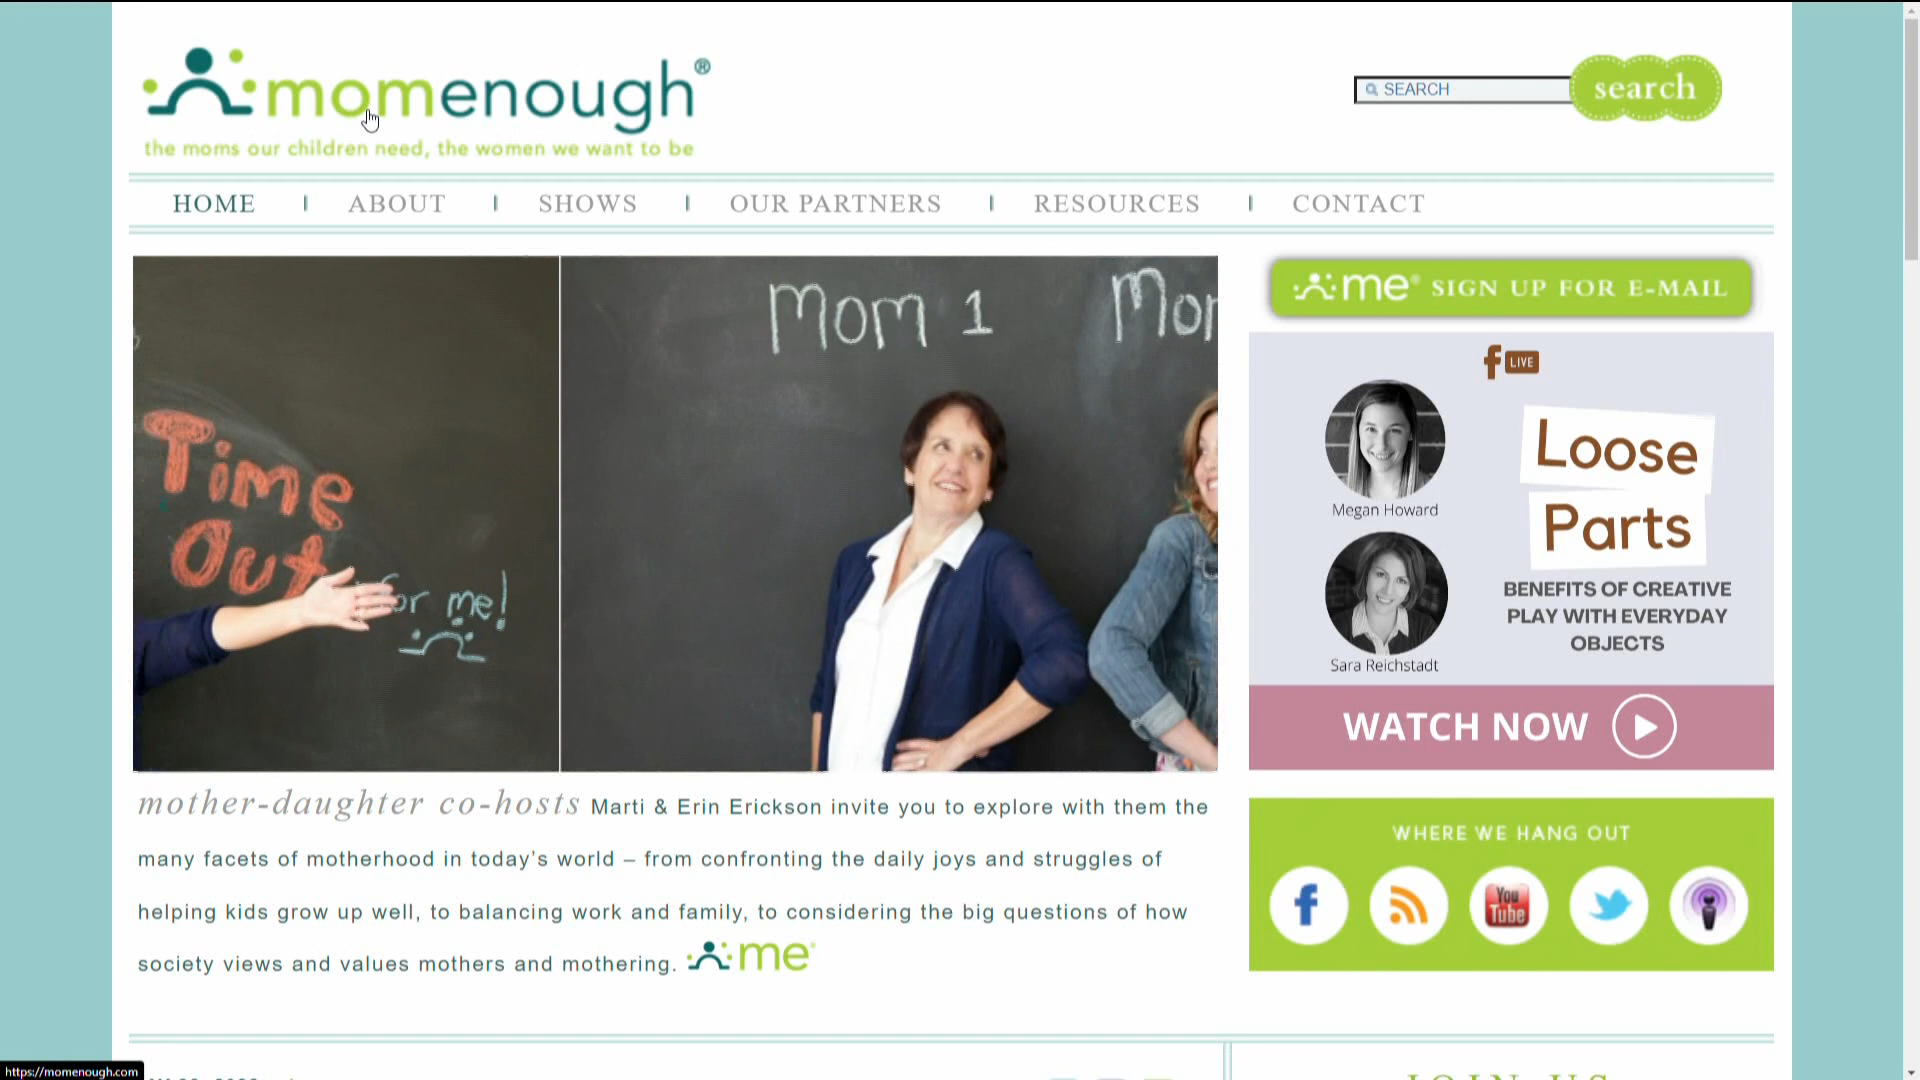 momenough®
the moms our children need, the women we want to be
SEARCH
search
HOME
ABOUT
SHOWS
OUR PARTNERS
RESOURCES
CONTACT
Time
Out
for me!
Mom 1
me® SIGN UP FOR E-MAIL
f LIVE
Megan Howard
Sara Reichstadt
Loose
Parts
BENEFITS OF CREATIVE
PLAY WITH EVERYDAY
OBJECTS
WATCH NOW
mother-daughter co-hosts Marti & Erin Erickson invite you to explore with them the
many facets of motherhood in today's world – from confronting the daily joys and struggles of
helping kids grow up well, to balancing work and family, to considering the big questions of how
society views and values mothers and mothering. me®
WHERE WE HANG OUT
f
You
Tube
JOIN US
https://momenough.com